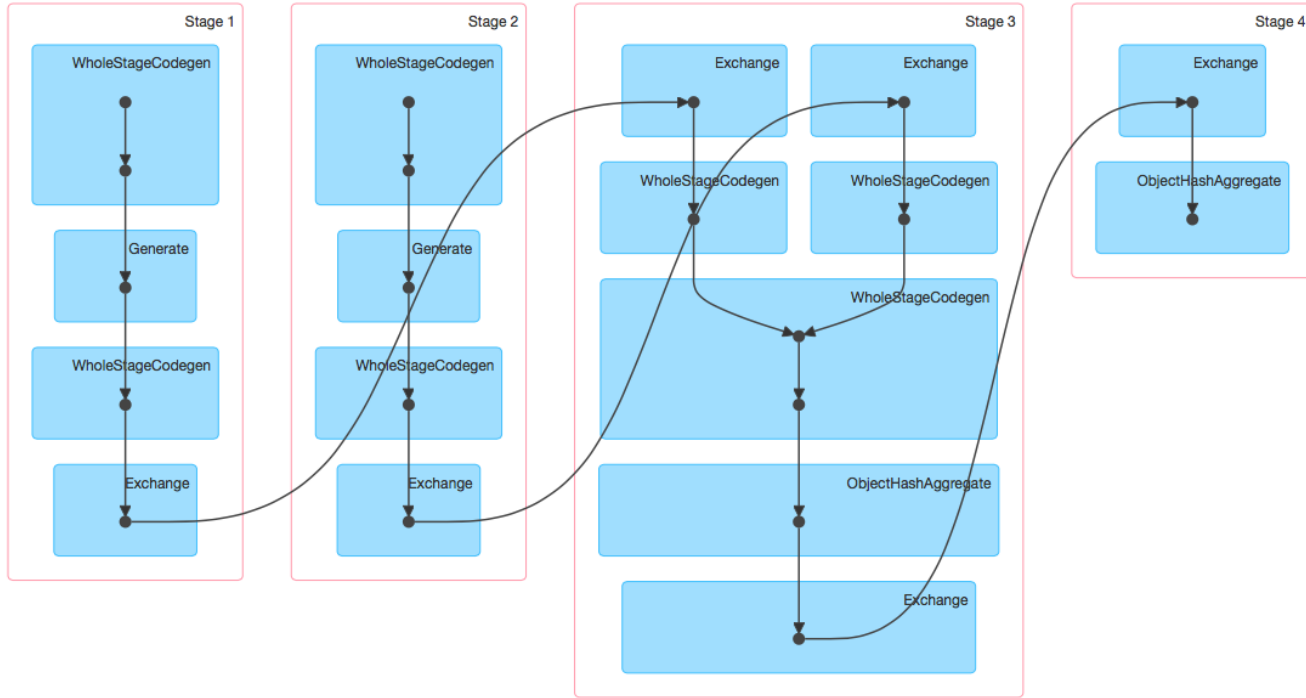 Stage 1
WholeStageCodegen
Generate
WholeStageCodegen
Exchange
Stage 2
WholeStageCodegen
Generate
WholeStageCodegen
Exchange
Stage 3
Exchange
Exchange
WholeStageCodegen
WholeStageCodegen
WholeStageCodegen
ObjectHashAggregate
Exchange
Stage 4
Exchange
ObjectHashAggregate